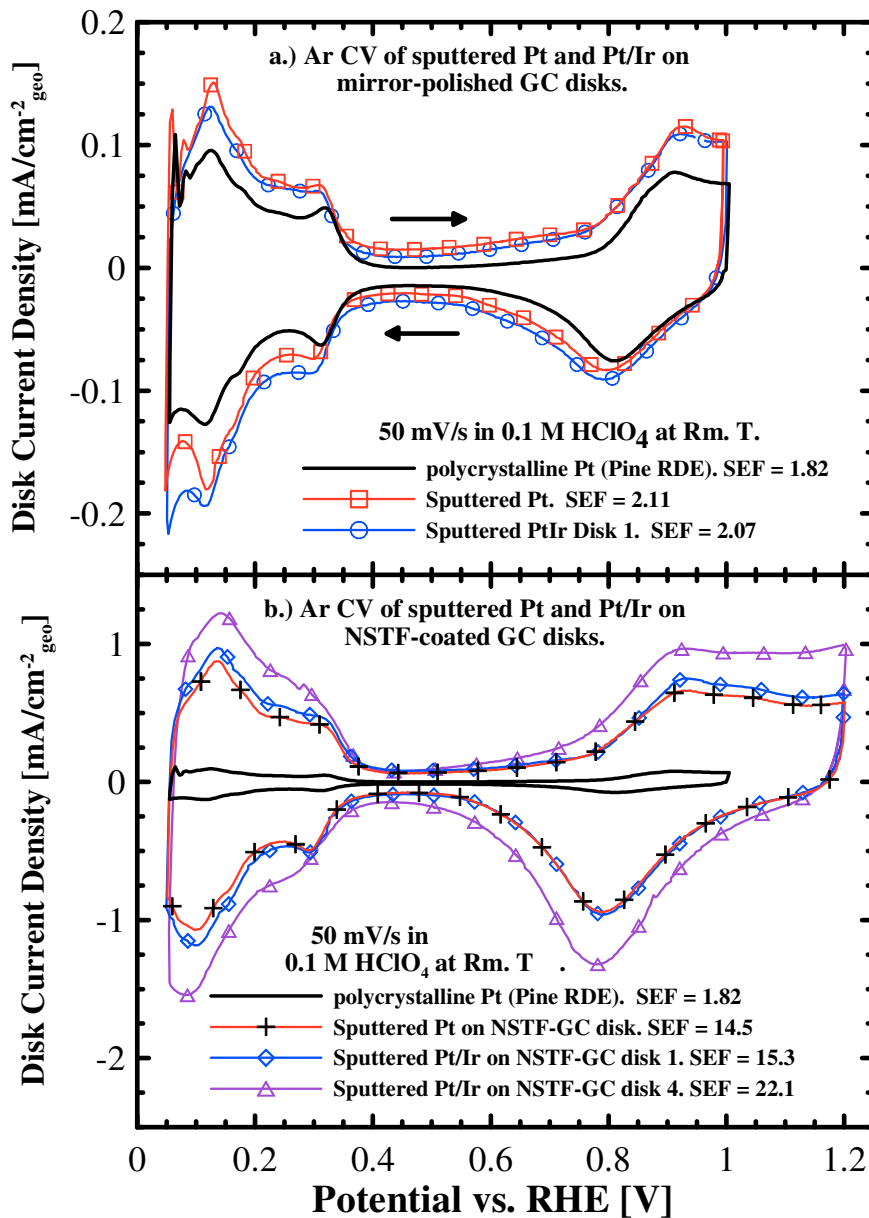 0.2
a.) Ar CV of sputtered Pt and Pt/Ir on
mirror-polished GC disks.
0.1
0
-0.1
-0.2
Disk Current Density [mA/cm-2 geo]
50 mV/s in 0.1 M HClO4 at Rm. T.
polycrystalline Pt (Pine RDE). SEF = 1.82
Sputtered Pt. SEF = 2.11
Sputtered PtIr Disk 1. SEF = 2.07
b.) Ar CV of sputtered Pt and Pt/Ir on
NSTF-coated GC disks.
1
0
-1
-2
Disk Current Density [mA/cm-2 geo]
50 mV/s in
0.1 M HClO4 at Rm. T .
polycrystalline Pt (Pine RDE). SEF = 1.82
Sputtered Pt on NSTF-GC disk. SEF = 14.5
Sputtered Pt/Ir on NSTF-GC disk 1. SEF = 15.3
Sputtered Pt/Ir on NSTF-GC disk 4. SEF = 22.1
0 0.2 0.4 0.6 0.8 1 1.2
Potential vs. RHE [V]